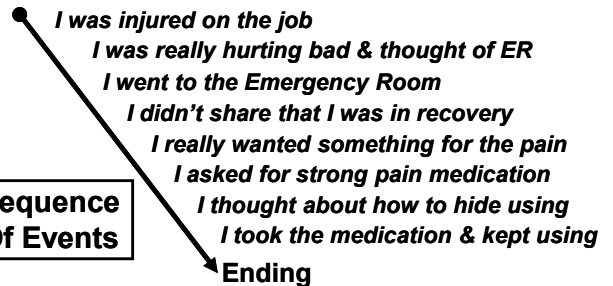 I was injured on the job
I was really hurting bad & thought of ER
I went to the Emergency Room
I didn't share that I was in recovery
I really wanted something for the pain
I asked for strong pain medication
I thought about how to hide using
I took the medication & kept using
equence
Of Events
Ending